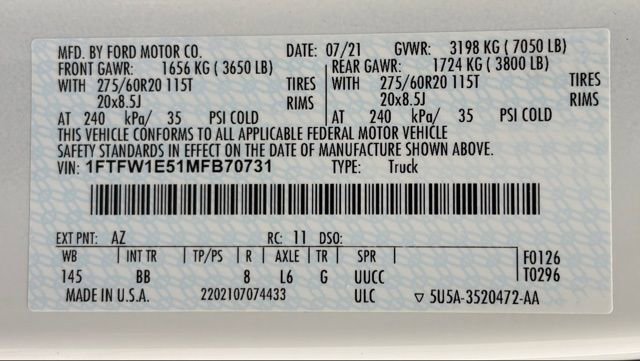 MFD. BY FORD MOTOR CO. DATE: 07/21 GVWR: 3198 KG (7050 LB)
FRONT GAWR: 1656 KG (3650 LB) REAR GAWR: 1724 KG (3800 LB)
WITH 275/60R20 115T TIRES WITH 275/60R20 115T TIRES
20x8.5J RIMS 20x8.5J RIMS
AT 240 kPa/ 35 PSI COLD AT 240 kPa/ 35 PSI COLD
THIS VEHICLE CONFORMS TO ALL APPLICABLE FEDERAL MOTOR VEHICLE
SAFETY STANDARDS IN EFFECT ON THE DATE OF MANUFACTURE SHOWN ABOVE.
VIN: 1FTFW1E51MFB70731 TYPE: Truck
EXT PNT: AZ RC: 11 DSO:
WB INT TR TP/PS R AXLE TR SPR F0126
145 BB 8 L6 G UUCC T0296
MADE IN U.S.A. 2202107074433 ULC ▽ 5U5A-3520472-AA